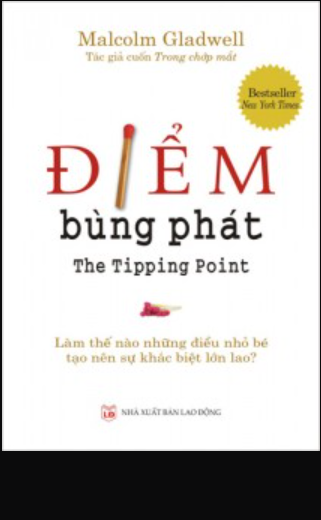 Malcolm Gladwell
Tác giả cuốn Trong chớp mắt
Bestseller
New York Times
ĐIỂM
bùng phát
The Tipping Point
Làm thế nào những điều nhỏ bé
tạo nên sự khác biệt lớn lao?
LĐ NHÀ XUẤT BẢN LAO ĐỘNG